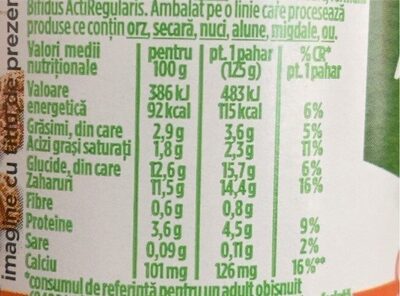 Bifidus ActiRegularis. Ambalat pe o linie care procesează
produse ce conțin orz, secară, nuci, alune, migdale, ou.
Valori medii nutriționale pentru 100 g pt. 1 pahar (125 g) % CR* pt. 1 pahar
Valoare energetică 386 kJ 92 kcal 483 kJ 115 kcal 6%
Grăsimi, din care 2,9 g 3,6 g 5%
Acizi grași saturați 1,8 g 2,3 g 11%
Glucide, din care 12,6 g 15,7 g 6%
Zaharuri 11,5 14,4 g 16%
Fibre 0,6 g 0,8 g
Proteine 3,6 g 4,5 g 9%
Sare 0,09 g 0,11 g 2%
Calciu 101 mg 126 mg 16%**
*consumul de referință pentru un adult obișnuit
imagine cu
de prezen